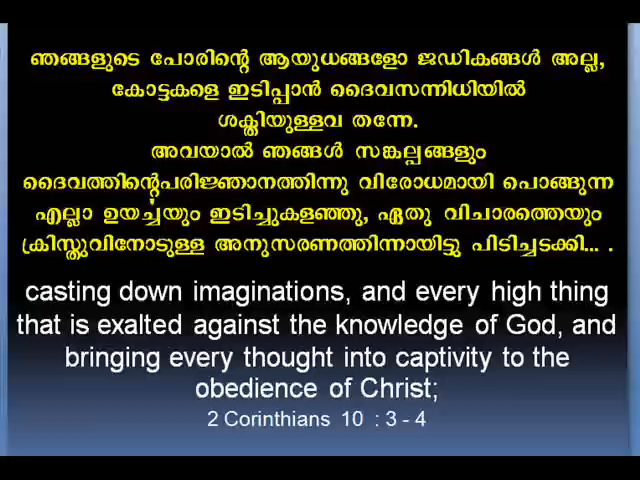 ഞങ്ങളുടെ പോരിന്റെ ആയുധങ്ങളോ ജഡികങ്ങൾ അല്ല,
കോട്ടകളെ ഇടിപ്പാൻ ദൈവസന്നിധിയിൽ
ശക്തിയുള്ളവ തന്നേ.
അവയാൽ ഞങ്ങൾ സങ്കല്പങ്ങളും
ദൈവത്തിന്റെപരിജ്ഞാനത്തിന്നു വിരോധമായി പൊങ്ങുന്ന
എല്ലാ ഉയൎച്ചയും ഇടിച്ചുകളഞ്ഞു, ഏതു വിചാരത്തെയും
ക്രിസ്തുവിനോടുള്ള അനുസരണത്തിന്നായിട്ടു പിടിച്ചടക്കി... .
casting down imaginations, and every high thing
that is exalted against the knowledge of God, and
bringing every thought into captivity to the
obedience of Christ;
2 Corinthians 10 : 3 - 4